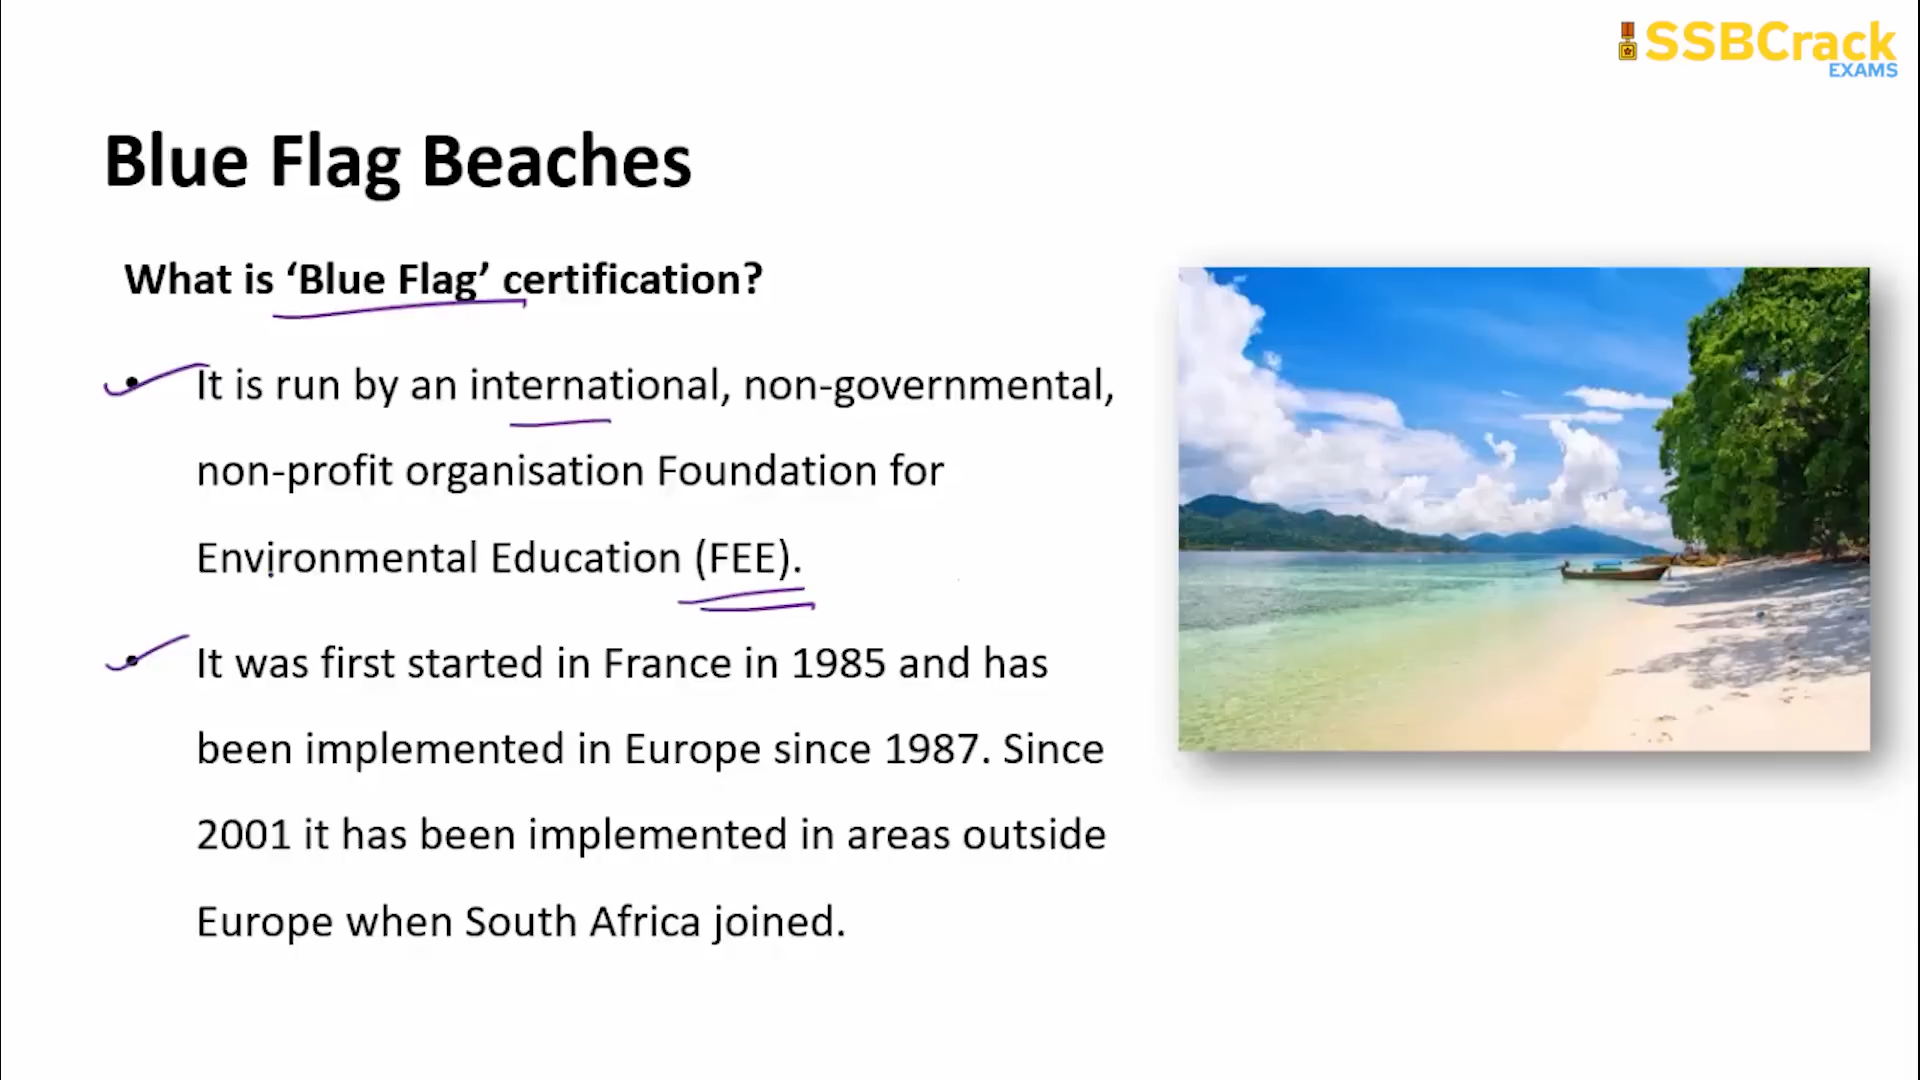 SSBCrack
EXAMS
Blue Flag Beaches
What is ‘Blue Flag’ certification?
• It is run by an international, non-governmental,
non-profit organisation Foundation for
Environmental Education (FEE).
• It was first started in France in 1985 and has
been implemented in Europe since 1987. Since
2001 it has been implemented in areas outside
Europe when South Africa joined.